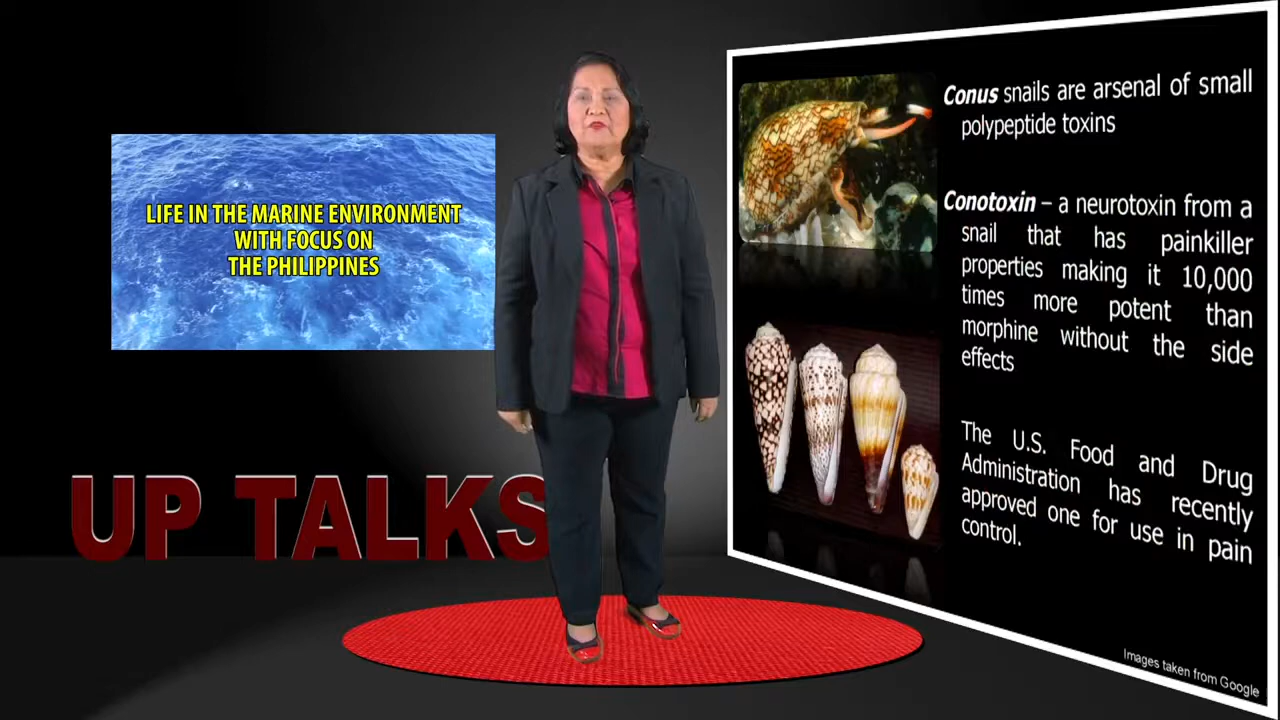 LIFE IN THE MARINE ENVIRONMENT
WITH FOCUS ON
THE PHILIPPINES
UP TALKS
Conus snails are arsenal of small
polypeptide toxins
Conotoxin – a neurotoxin from a
snail that has painkiller
properties making it 10,000
times more potent than
morphine without the side
effects
The U.S. Food and Drug
Administration has recently
approved one for use in pain
control.
Images taken from Google